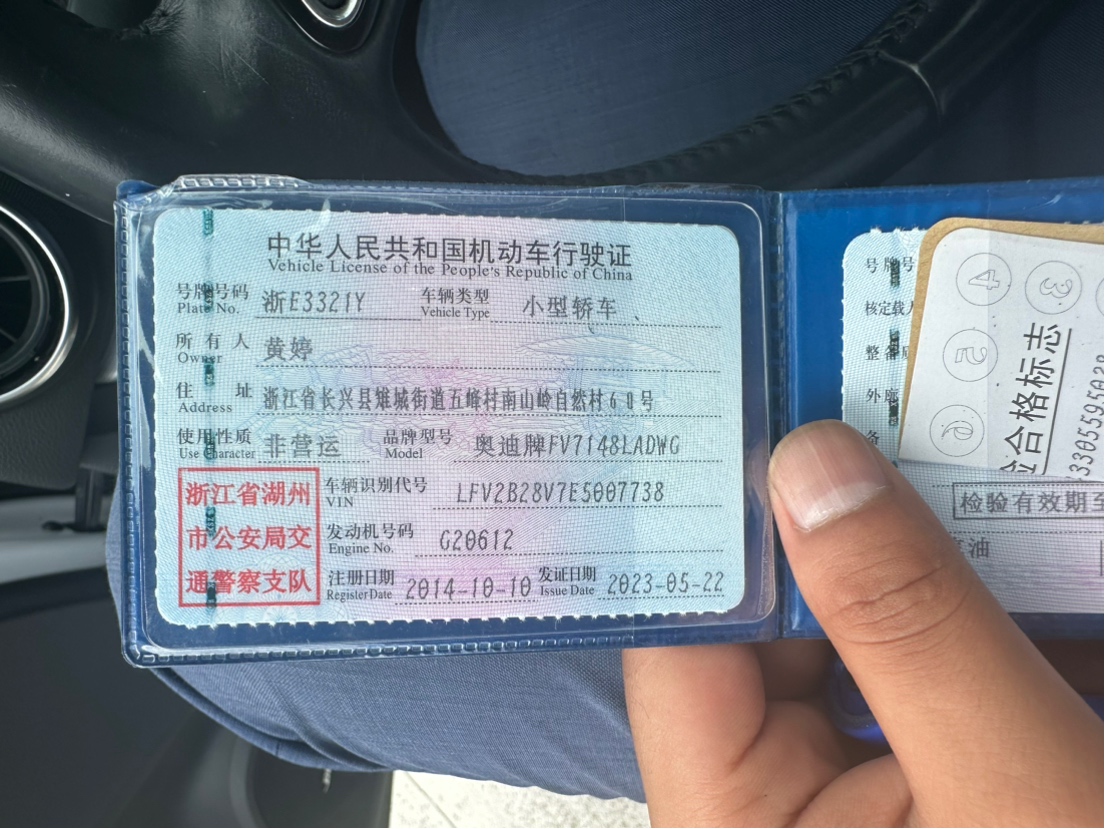 中华人民共和国机动车行驶证
Vehicle License of the People's Republic of China
号牌号码 浙E3321Y 车辆类型 小型轿车
Plate No. Vehicle Type
所有人 黄婷
Owner
住址 浙江省长兴县雉城街道五峰村南山岭自然村60号
Address
使用性质 非营运 品牌型号 奥迪牌FV7148LADWG
Use Character Model
浙江省湖州
市公安局交
通警察支队
车辆识别代号 LFV2B28V7E5007738
VIN
发动机号码 G20612
Engine No.
注册日期 2014-10-10 发证日期 2023-05-22
Register Date Issue Date
号牌号
核定载人
整备质
外廓
备
检验有效期至
油
4
3
5
合格标志